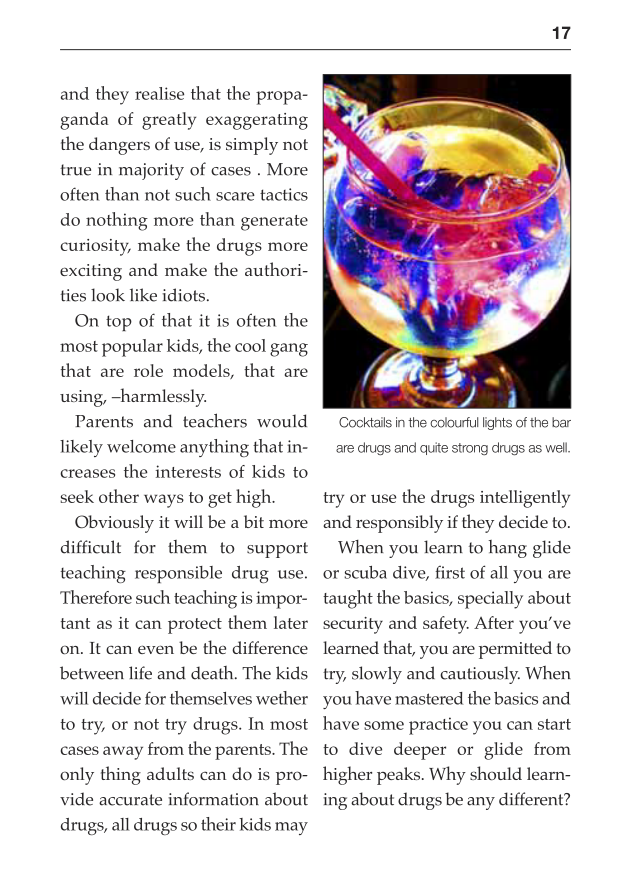 17
and they realise that the propa-
ganda of greatly exaggerating
the dangers of use, is simply not
true in majority of cases . More
often than not such scare tactics
do nothing more than generate
curiosity, make the drugs more
exciting and make the authori-
ties look like idiots.
On top of that it is often the
most popular kids, the cool gang
that are role models, that are
using, –harmlessly.
Parents and teachers would
likely welcome anything that in-
creases the interests of kids to
seek other ways to get high.
Obviously it will be a bit more
difficult for them to support
teaching responsible drug use.
Therefore such teaching is impor-
tant as it can protect them later
on. It can even be the difference
between life and death. The kids
will decide for themselves wether
to try, or not try drugs. In most
cases away from the parents. The
only thing adults can do is pro-
vide accurate information about
drugs, all drugs so their kids may
Cocktails in the colourful lights of the bar
are drugs and quite strong drugs as well.
try or use the drugs intelligently
and responsibly if they decide to.
When you learn to hang glide
or scuba dive, first of all you are
taught the basics, specially about
security and safety. After you’ve
learned that, you are permitted to
try, slowly and cautiously. When
you have mastered the basics and
have some practice you can start
to dive deeper or glide from
higher peaks. Why should learn-
ing about drugs be any different?